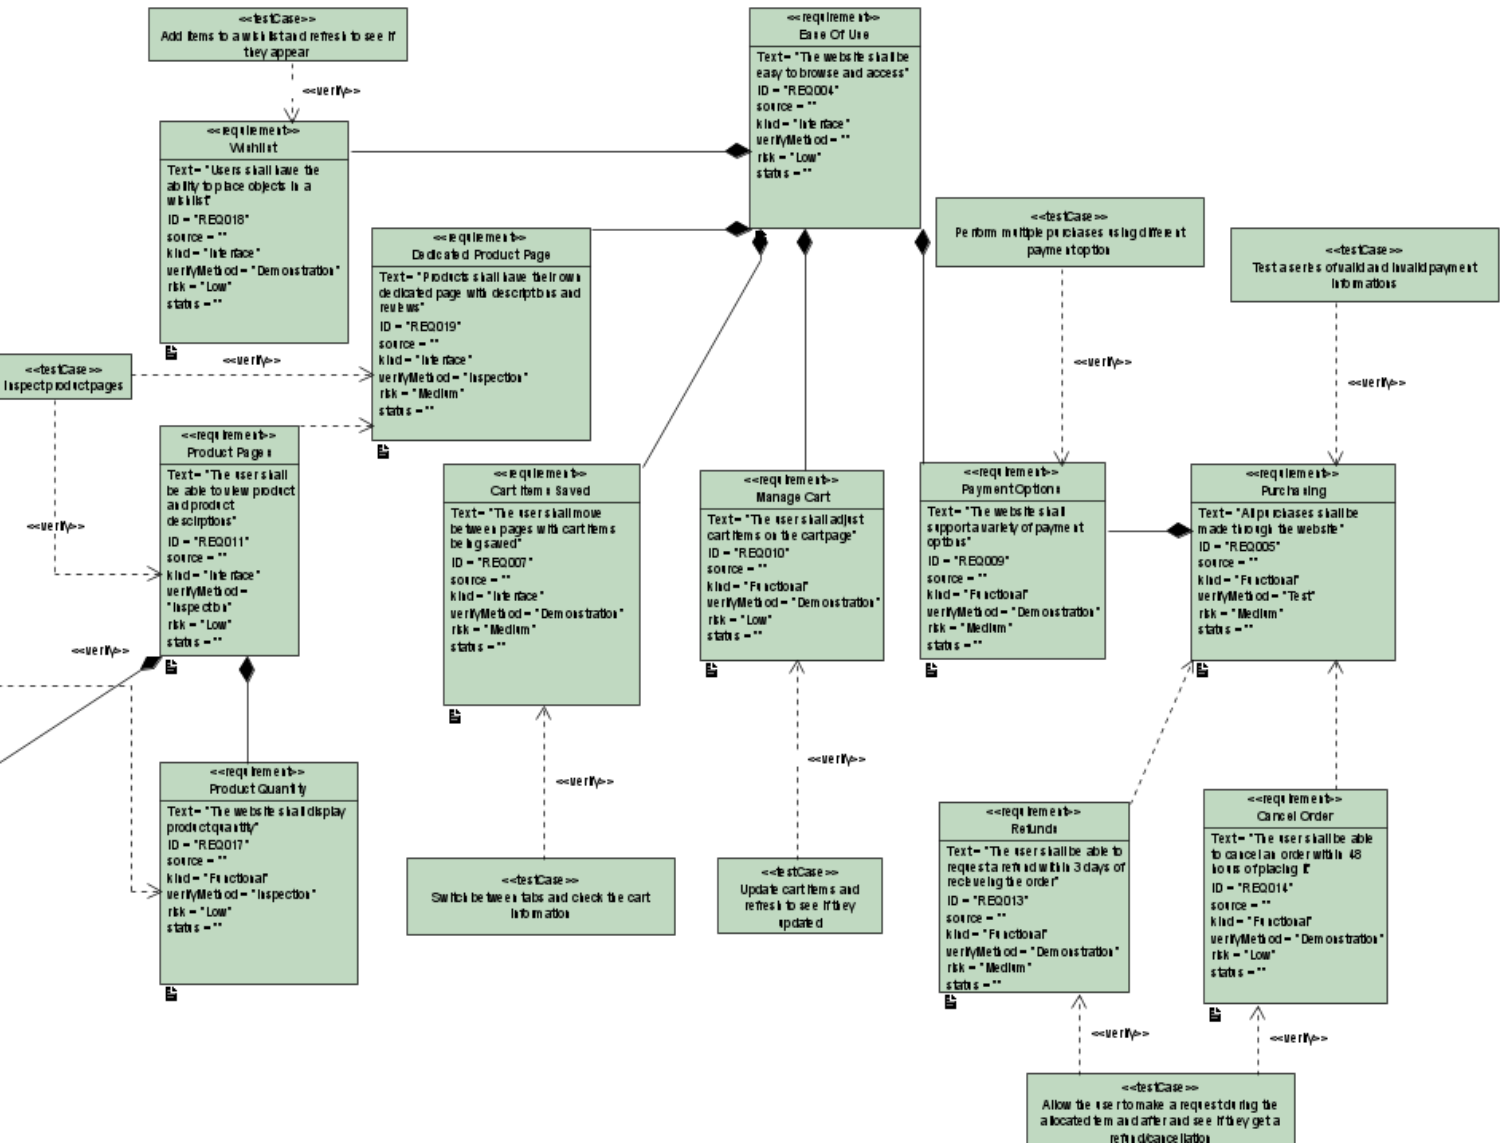 <<testCase>>
Add items to a wishlist and refresh to see if
they appear
<<verify>>
<<requirement>>
Wishlist
Text= "Users shall have the
ability to place objects in a
wishlist"
ID = "REQ018"
source = ""
kind = "Interface"
verifyMethod = "Demonstration"
risk = "Low"
status = ""
<<requirement>>
Ease Of Use
Text= "The website shall be
easy to browse and access"
ID = "REQ004"
source = ""
kind = "Interface"
verifyMethod = ""
risk = "Low"
status = ""
<<requirement>>
Dedicated Product Page
Text= "Products shall have their own
dedicated page with descriptions and
reviews"
ID = "REQ019"
source = ""
kind = "Interface"
verifyMethod = "Inspection"
risk = "Medium"
status = ""
<<testCase>>
Perform multiple purchases using different
payment option
<<verify>>
<<testCase>>
Test a series of valid and invalid payment
informations
<<verify>>
<<testCase>>
Inspect product pages
<<verify>>
<<verify>>
<<requirement>>
Product Pages
Text= "The user shall
be able to view product
and product
descriptions"
ID = "REQ011"
source = ""
kind = "Interface"
verifyMethod =
"Inspection"
risk = "Low"
status = ""
<<verify>>
<<requirement>>
Cart Items Saved
Text= "The user shall move
between pages with cart items
being saved"
ID = "REQ007"
source = ""
kind = "Interface"
verifyMethod = "Demonstration"
risk = "Medium"
status = ""
<<requirement>>
Manage Cart
Text= "The user shall adjust
cart items on the cart page"
ID = "REQ010"
source = ""
kind = "Functional"
verifyMethod = "Demonstration"
risk = "Low"
status = ""
<<requirement>>
Payment Options
Text= "The website shall
support a variety of payment
options"
ID = "REQ009"
source = ""
kind = "Functional"
verifyMethod = "Demonstration"
risk = "Medium"
status = ""
<<requirement>>
Purchasing
Text= "All purchases shall be
made through the website"
ID = "REQ005"
source = ""
kind = "Functional"
verifyMethod = "Test"
risk = "Medium"
status = ""
<<requirement>>
Product Quantity
Text= "The website shall display
product quantity"
ID = "REQ017"
source = ""
kind = "Functional"
verifyMethod = "Inspection"
risk = "Low"
status = ""
<<verify>>
<<testCase>>
Switch between tabs and check the cart
information
<<verify>>
<<testCase>>
Update cart items and
refresh to see if they
updated
<<requirement>>
Refunds
Text= "The user shall be able to
request a refund within 3 days of
recieveing the order"
ID = "REQ013"
source = ""
kind = "Functional"
verifyMethod = "Demonstration"
risk = "Medium"
status = ""
<<requirement>>
Cancel Order
Text= "The user shall be able
to cancel an order within 48
hours of placing it"
ID = "REQ014"
source = ""
kind = "Functional"
verifyMethod = "Demonstration"
risk = "Low"
status = ""
<<verify>>
<<verify>>
<<testCase>>
Allow the user to make a request during the
allocated tem and after and see if they get a
refund/cancellation